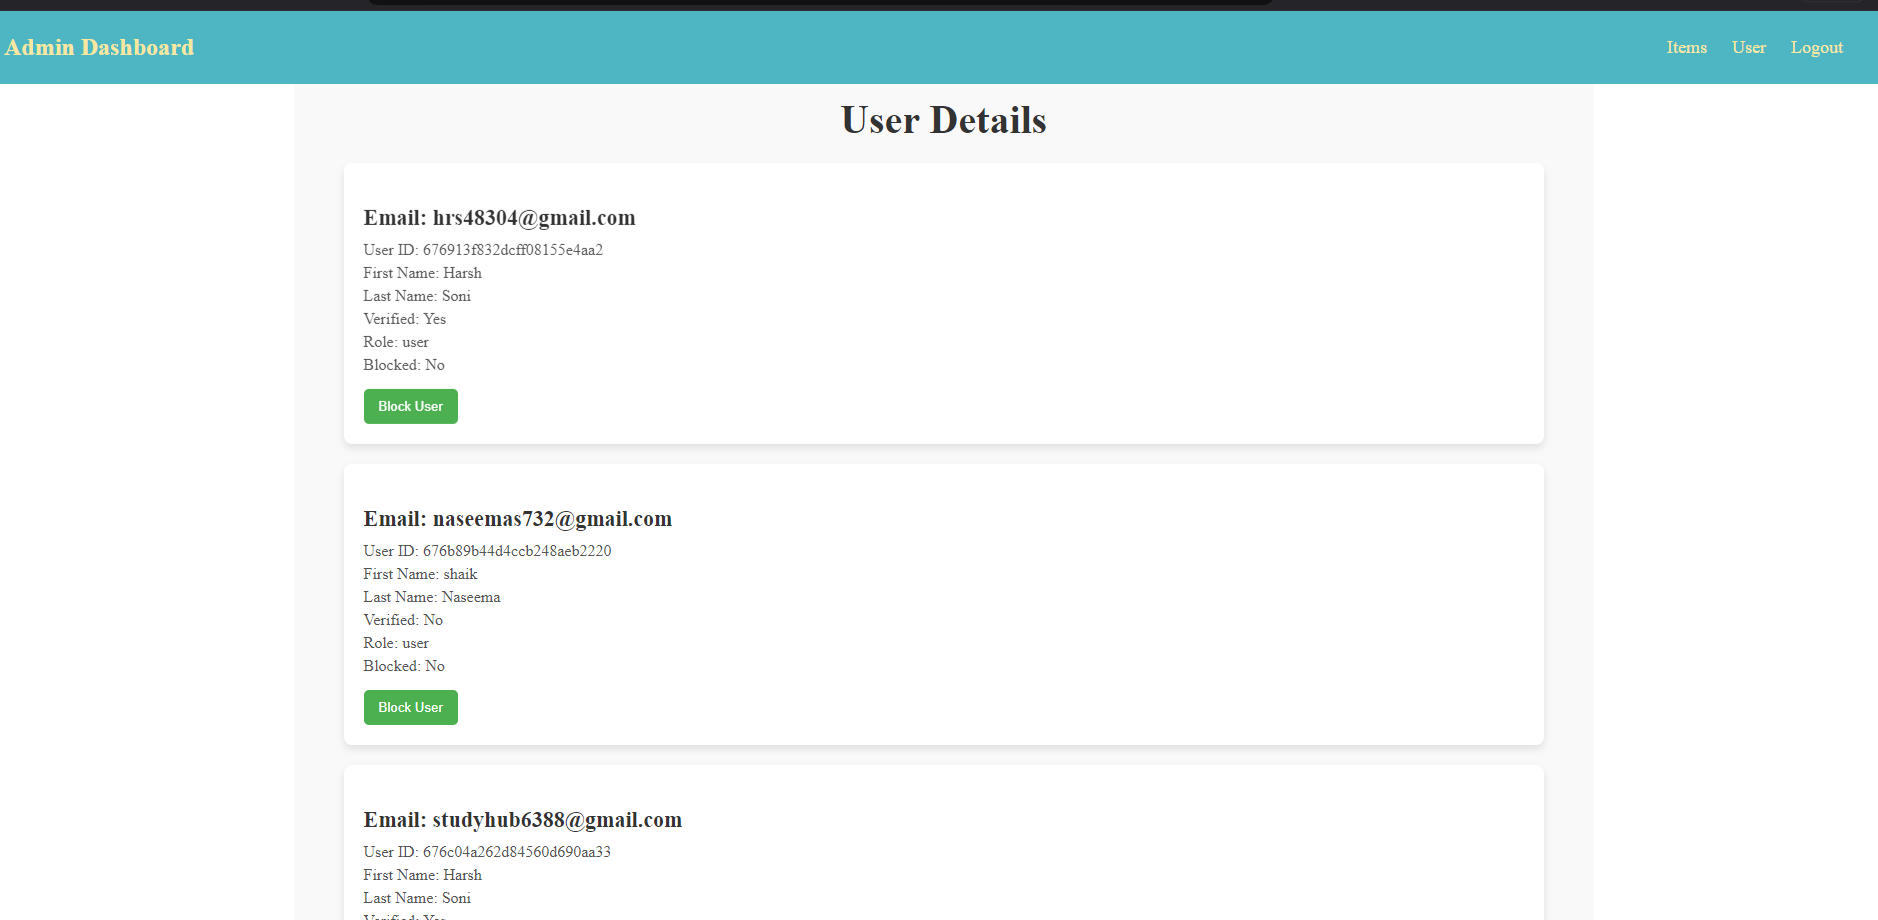 Admin Dashboard
Items User Logout
User Details
Email: hrs48304@gmail.com
User ID: 676913f832dcff08155e4aa2
First Name: Harsh
Last Name: Soni
Verified: Yes
Role: user
Blocked: No
Block User
Email: naseemas732@gmail.com
User ID: 676b89b44d4ccb248aeb2220
First Name: shaik
Last Name: Naseema
Verified: No
Role: user
Blocked: No
Block User
Email: studyhub6388@gmail.com
User ID: 676c04a262d84560d690aa33
First Name: Harsh
Last Name: Soni
Verified: Yes